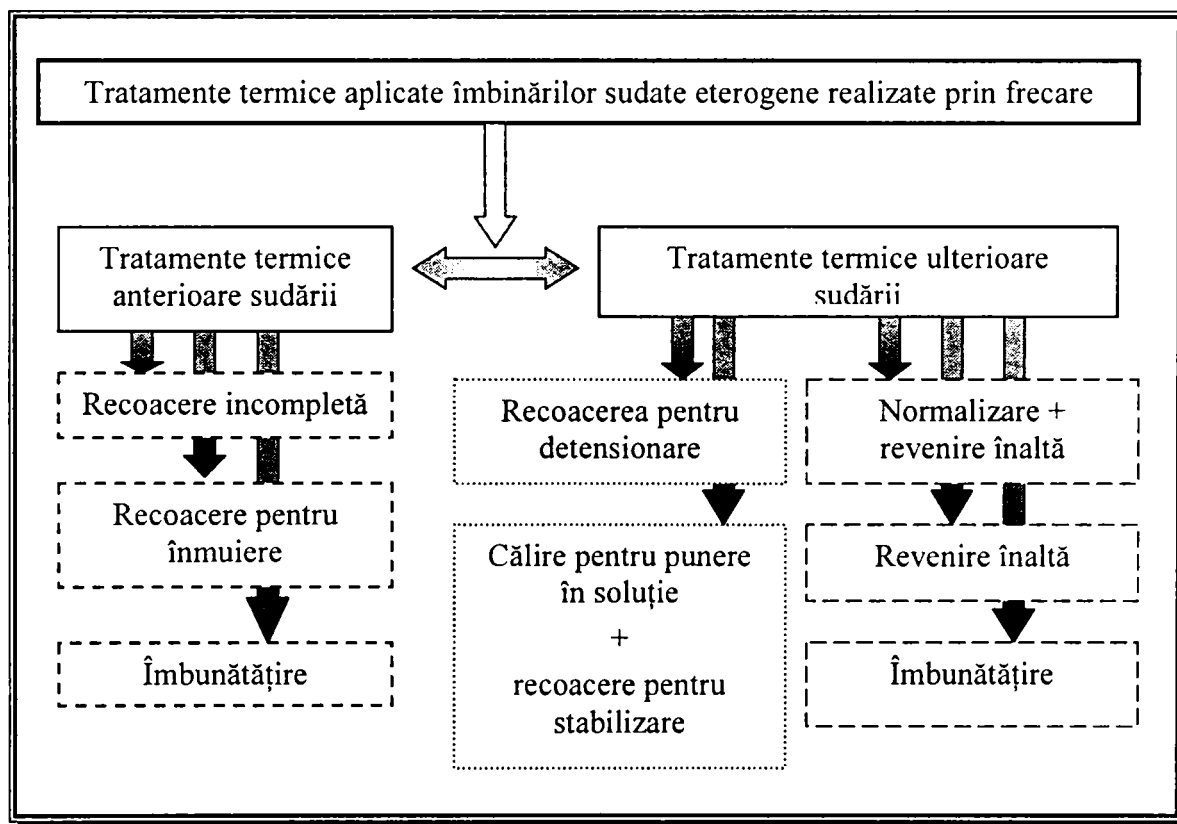 Tratamente termice aplicate îmbinărilor sudate eterogene realizate prin frecare
Tratamente termice
anterioare sudării
Recoacere incompletă
Recoacere pentru
înmuiere
Îmbunătățire
Tratamente termice ulterioare
sudării
Recoacerea pentru
detensionare
Călire pentru punere
în soluție
+
recoacere pentru
stabilizare
Normalizare +
revenire înaltă
Revenire înaltă
Îmbunătățire